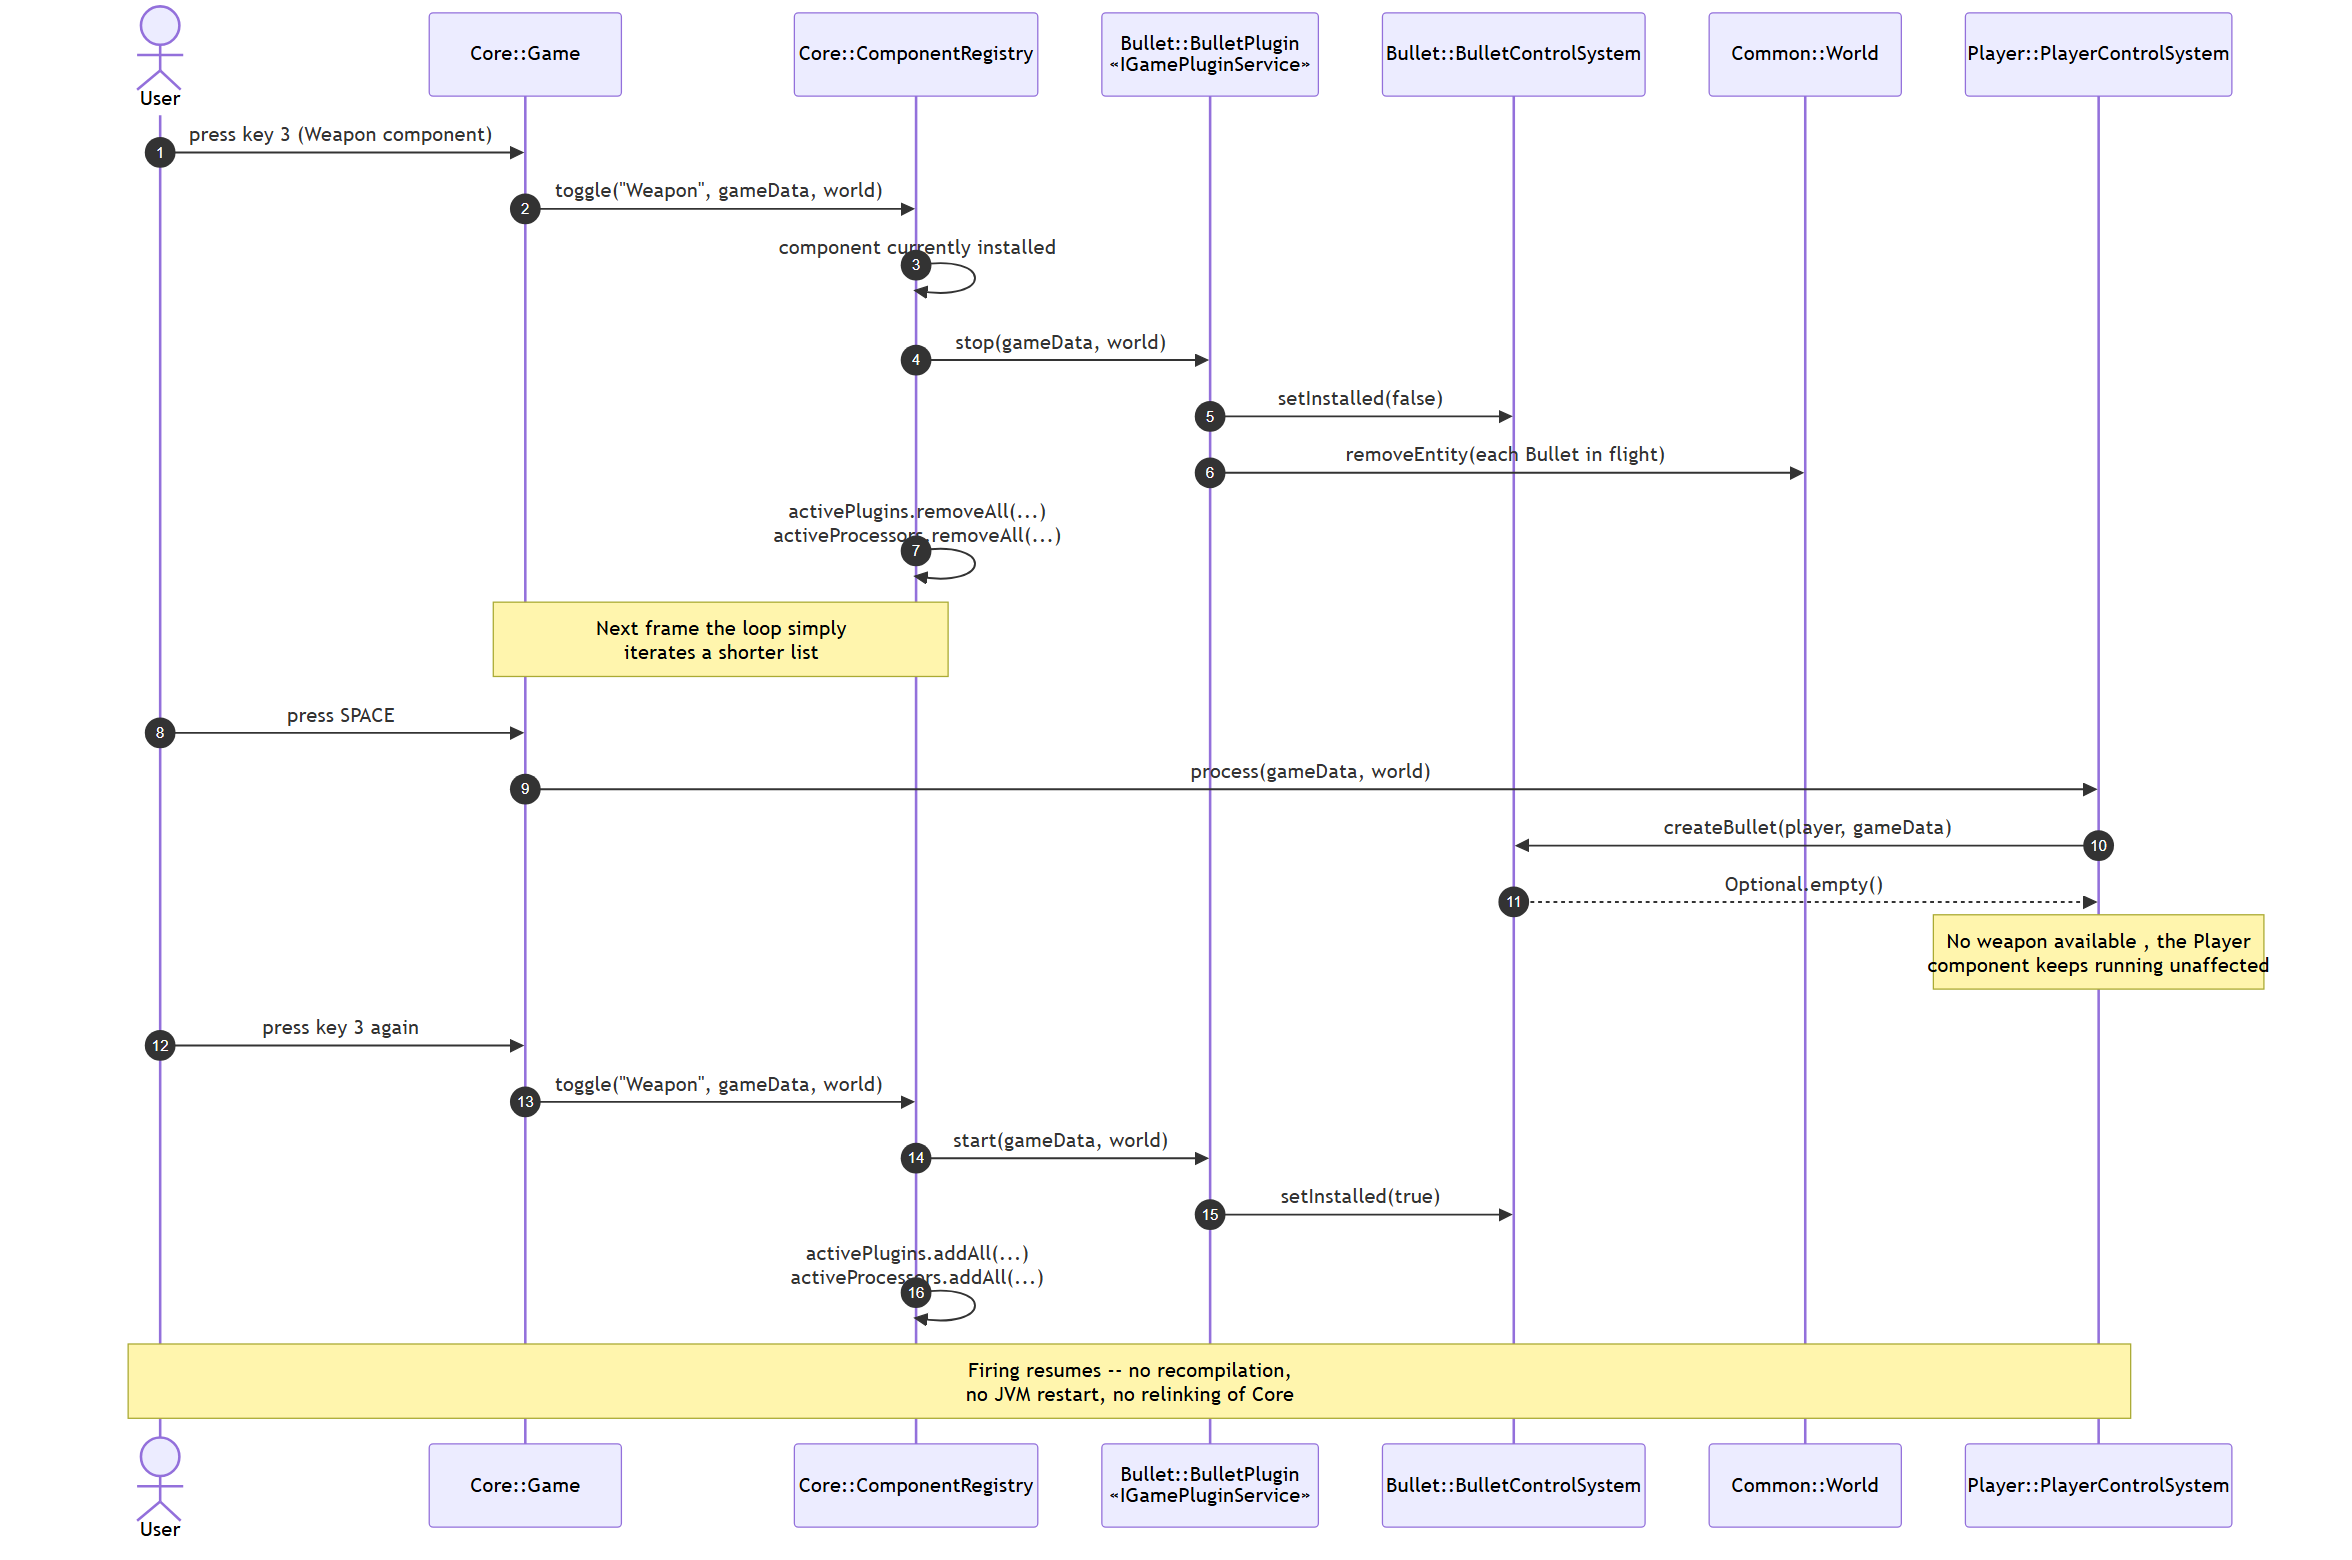 User
Core::Game
Core::ComponentRegistry
Bullet::BulletPlugin
«IGamePluginService»
Bullet::BulletControlSystem
Common::World
Player::PlayerControlSystem
press key 3 (Weapon component)
1
toggle("Weapon", gameData, world)
2
component currently installed
3
stop(gameData, world)
4
setInstalled(false)
5
removeEntity(each Bullet in flight)
6
activePlugins.removeAll(...)
activeProcessors.removeAll(...)
7
Next frame the loop simply
iterates a shorter list
press SPACE
8
process(gameData, world)
9
createBullet(player, gameData)
10
Optional.empty()
11
No weapon available , the Player
component keeps running unaffected
press key 3 again
12
toggle("Weapon", gameData, world)
13
start(gameData, world)
14
setInstalled(true)
15
activePlugins.addAll(...)
activeProcessors.addAll(...)
16
Firing resumes -- no recompilation,
no JVM restart, no relinking of Core
User
Core::Game
Core::ComponentRegistry
Bullet::BulletPlugin
«IGamePluginService»
Bullet::BulletControlSystem
Common::World
Player::PlayerControlSystem